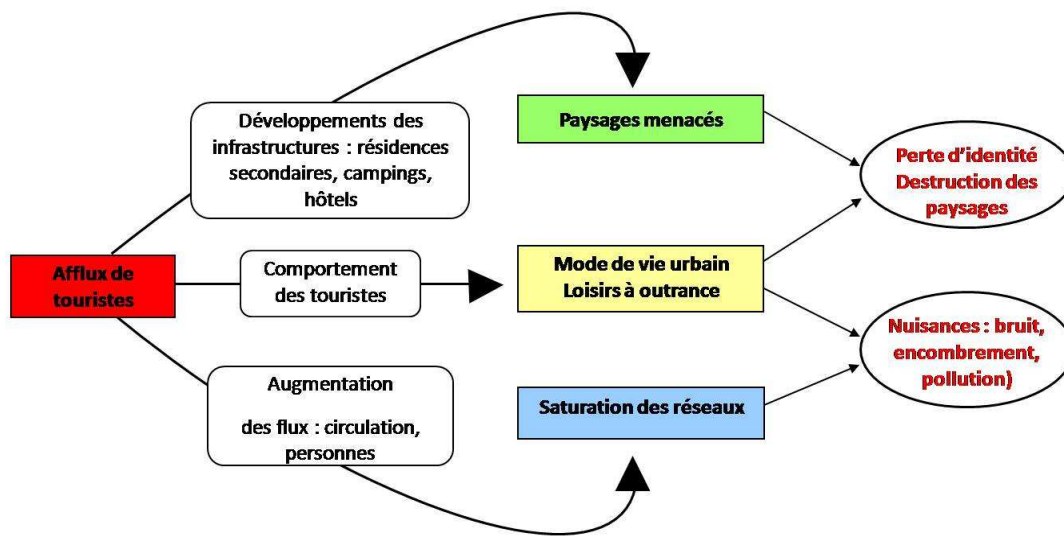 Développements des
infrastructures : résidences
secondaires, campings,
hôtels
Paysages menacés
Perte d’identité
Destruction des
paysages
Afflux de
touristes
Comportement
des touristes
Mode de vie urbain
Loisirs à outrance
Nuisances : bruit,
encombrement,
pollution)
Augmentation
des flux : circulation,
personnes
Saturation des réseaux